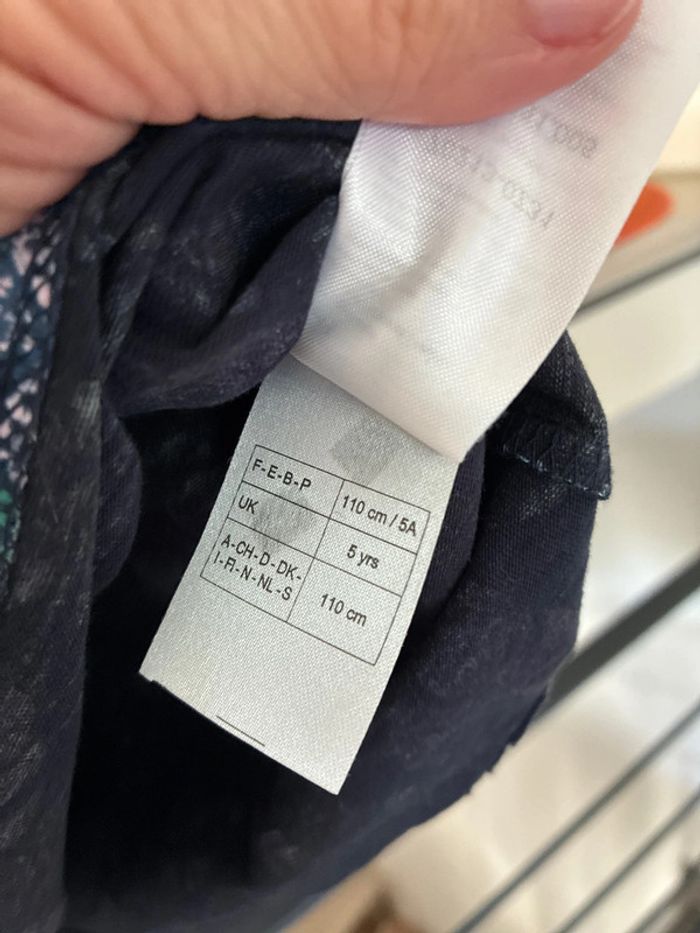 F-E-B-P 110 cm / 5A
UK 5 yrs
A-CH-D-DK-
I-FI-N-NL-S 110 cm